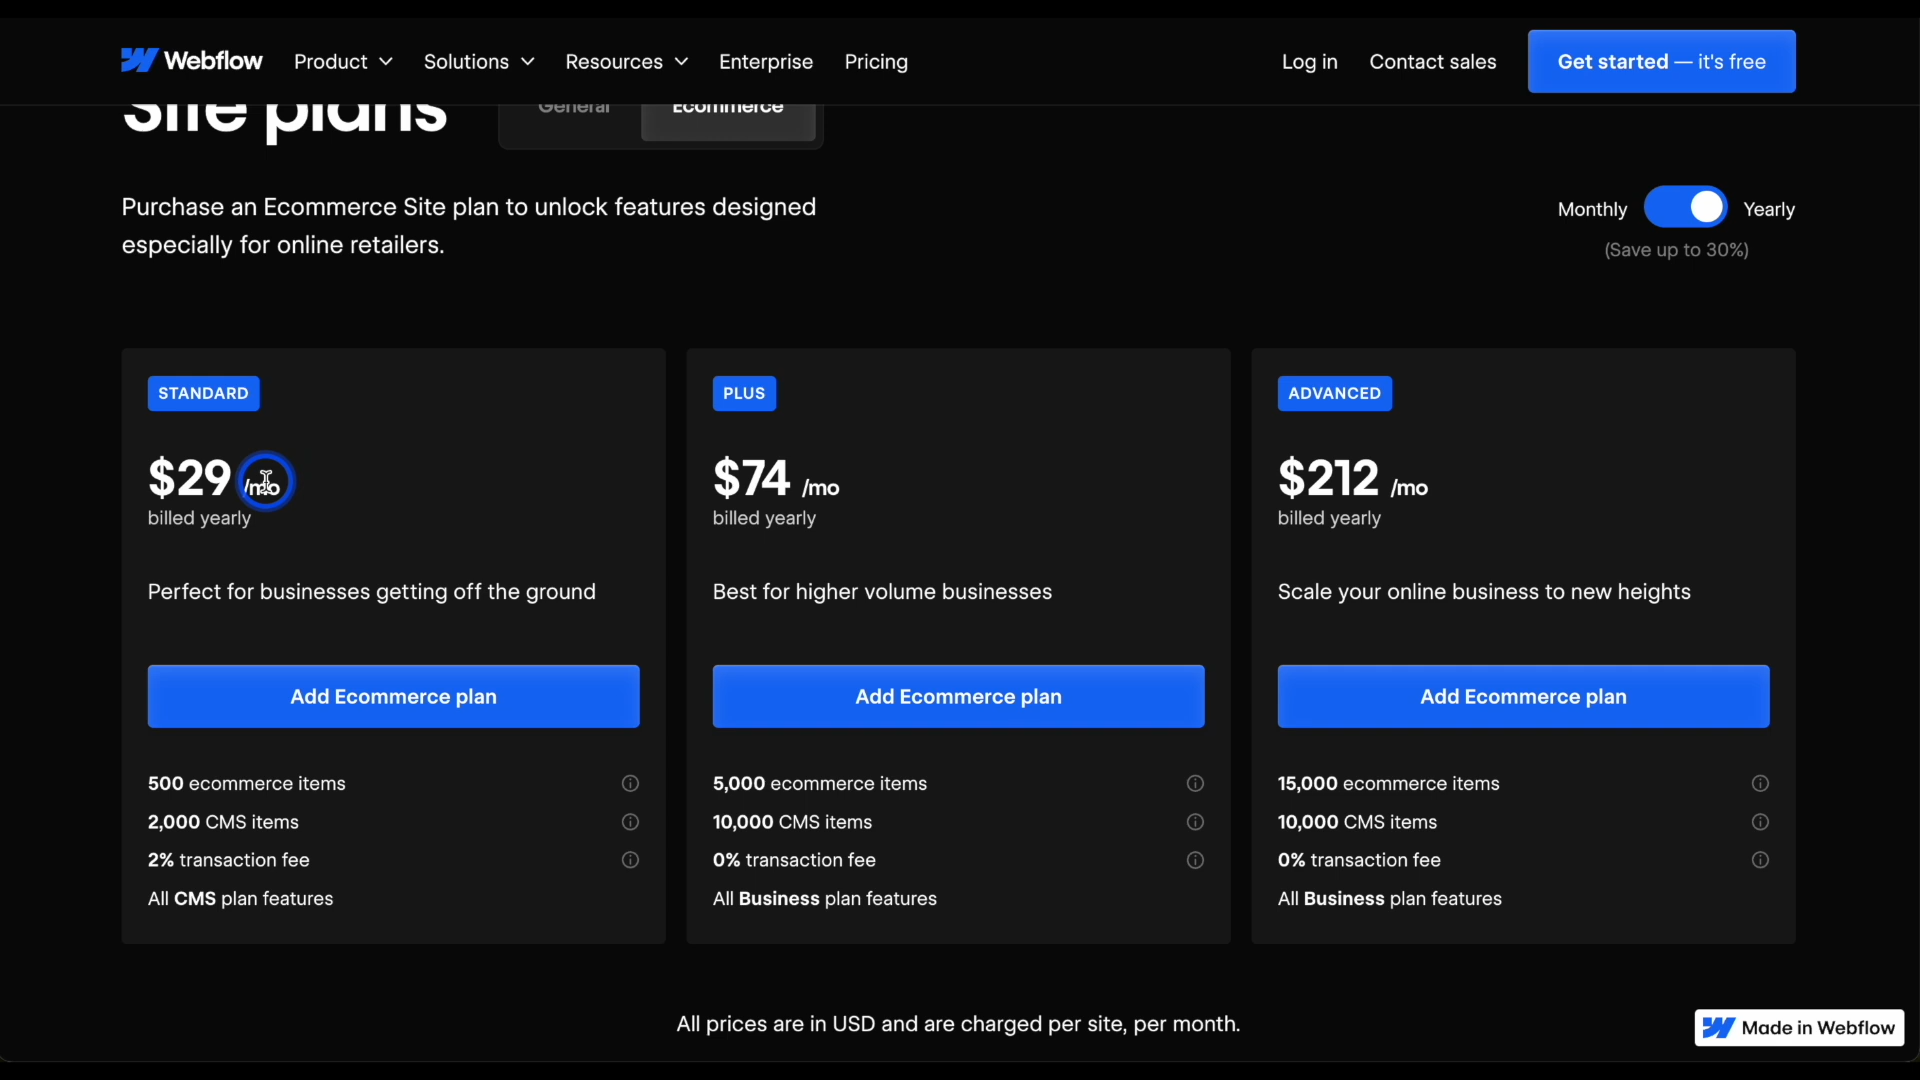 Webflow Product Solutions Resources Enterprise Pricing Log in Contact sales Get started — it's free
Site plans General Ecommerce
Purchase an Ecommerce Site plan to unlock features designed
especially for online retailers.
Monthly Yearly
(Save up to 30%)
STANDARD
$29 /mo
billed yearly
Perfect for businesses getting off the ground
Add Ecommerce plan
500 ecommerce items
2,000 CMS items
2% transaction fee
All CMS plan features
PLUS
$74 /mo
billed yearly
Best for higher volume businesses
Add Ecommerce plan
5,000 ecommerce items
10,000 CMS items
0% transaction fee
All Business plan features
ADVANCED
$212 /mo
billed yearly
Scale your online business to new heights
Add Ecommerce plan
15,000 ecommerce items
10,000 CMS items
0% transaction fee
All Business plan features
All prices are in USD and are charged per site, per month.
Made in Webflow